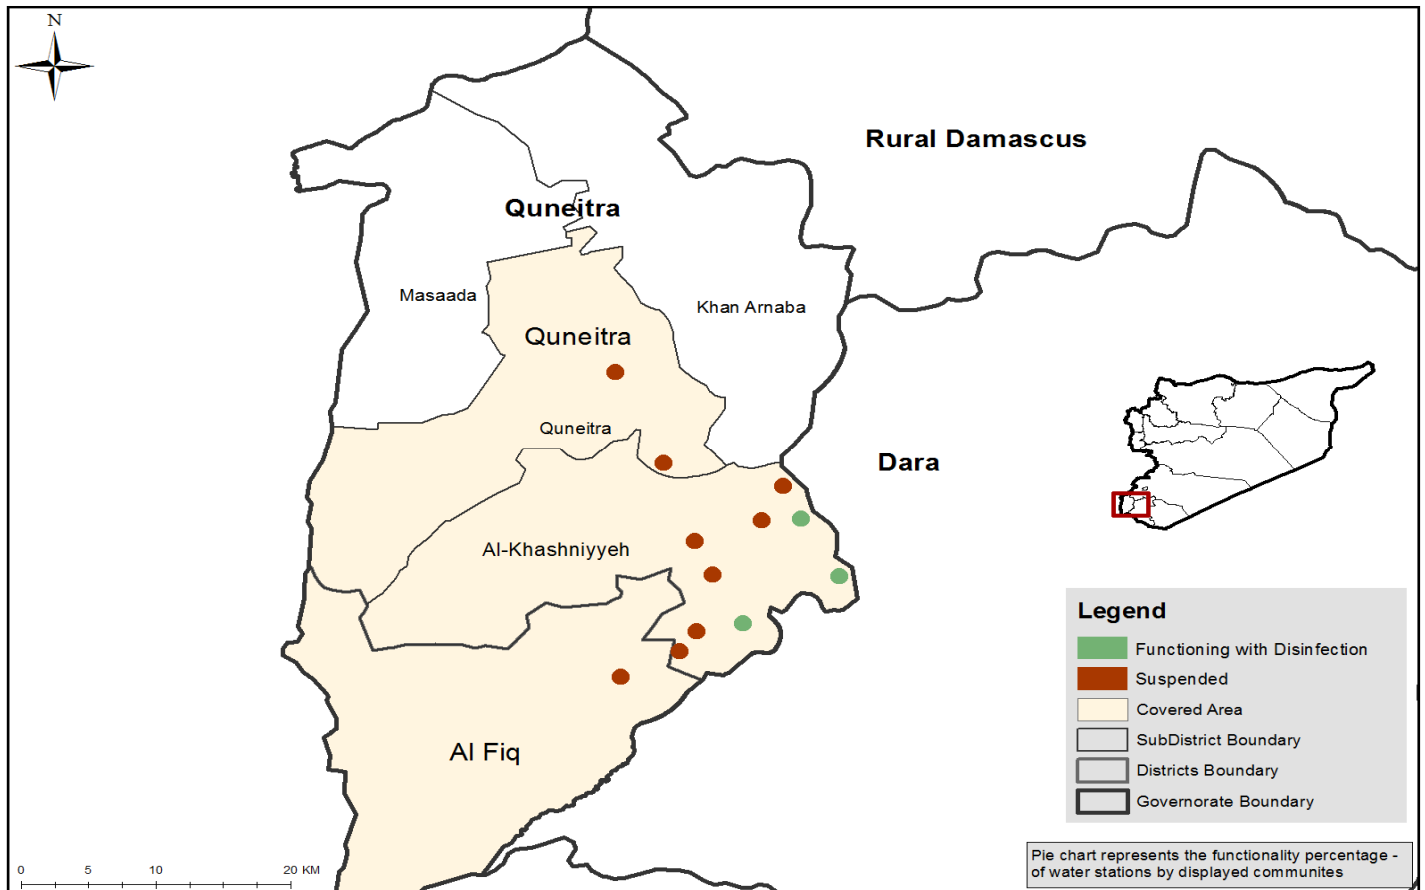 N
Rural Damascus
Quneitra
Masaada
Khan Arnaba
Quneitra
Quneitra
Dara
Al-Khashniyyeh
Al Fiq
Legend
Functioning with Disinfection
Suspended
Covered Area
SubDistrict Boundary
Districts Boundary
Governorate Boundary
Pie chart represents the functionality percentage -
of water stations by displayed communites
0 5 10 20 KM